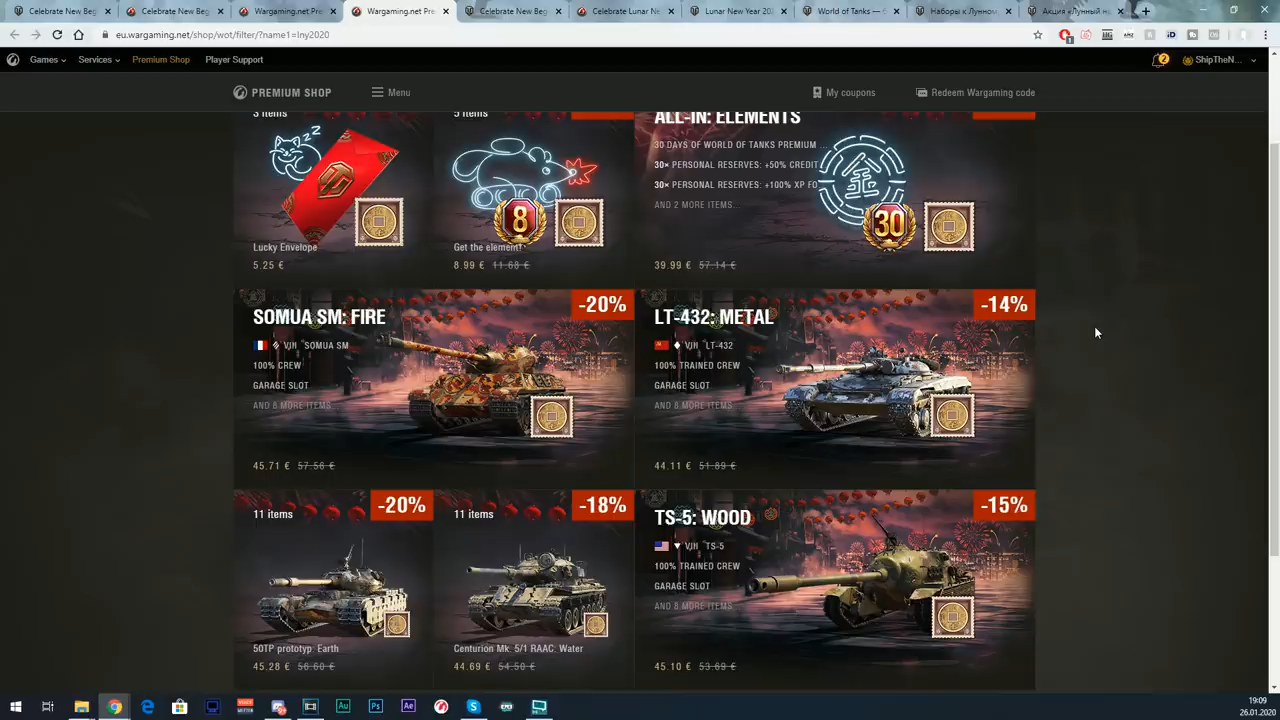 Celebrate New Beg
Celebrate New Beg
Wargaming.net Pre
Wargaming.net Pre
Celebrate New Beg
Celebrate Lunar Ne
Lunar New Year 202
World of Tanks —
Наборы к Лунном
Акция «Лунный н
eu.wargaming.net/shop/wot/filter/?name1=lny2020
Games
Services
Premium Shop
Player Support
2
ShipTheN...
PREMIUM SHOP
Menu
My coupons
Redeem Wargaming code
3 items
Lucky Envelope
5.25 €
5 items
8
Get the element!
8.99 € 11.68 €
ALL-IN: ELEMENTS
30 DAYS OF WORLD OF TANKS PREMIUM ...
30× PERSONAL RESERVES: +50% CREDIT
30× PERSONAL RESERVES: +100% XP FO
AND 2 MORE ITEMS...
金
30
39.99 € 57.14 €
SOMUA SM: FIRE
-20%
VIII SOMUA SM
100% CREW
GARAGE SLOT
AND 8 MORE ITEMS...
45.71 € 57.56 €
LT-432: METAL
-14%
VIII LT-432
100% TRAINED CREW
GARAGE SLOT
AND 8 MORE ITEMS...
44.11 € 51.89 €
11 items
-20%
50TP prototyp: Earth
45.28 € 56.60 €
11 items
-18%
Centurion Mk. 5/1 RAAC: Water
44.69 € 54.50 €
TS-5: WOOD
-15%
VIII TS-5
100% TRAINED CREW
GARAGE SLOT
AND 8 MORE ITEMS...
45.10 € 53.69 €
19:09
26.01.2020